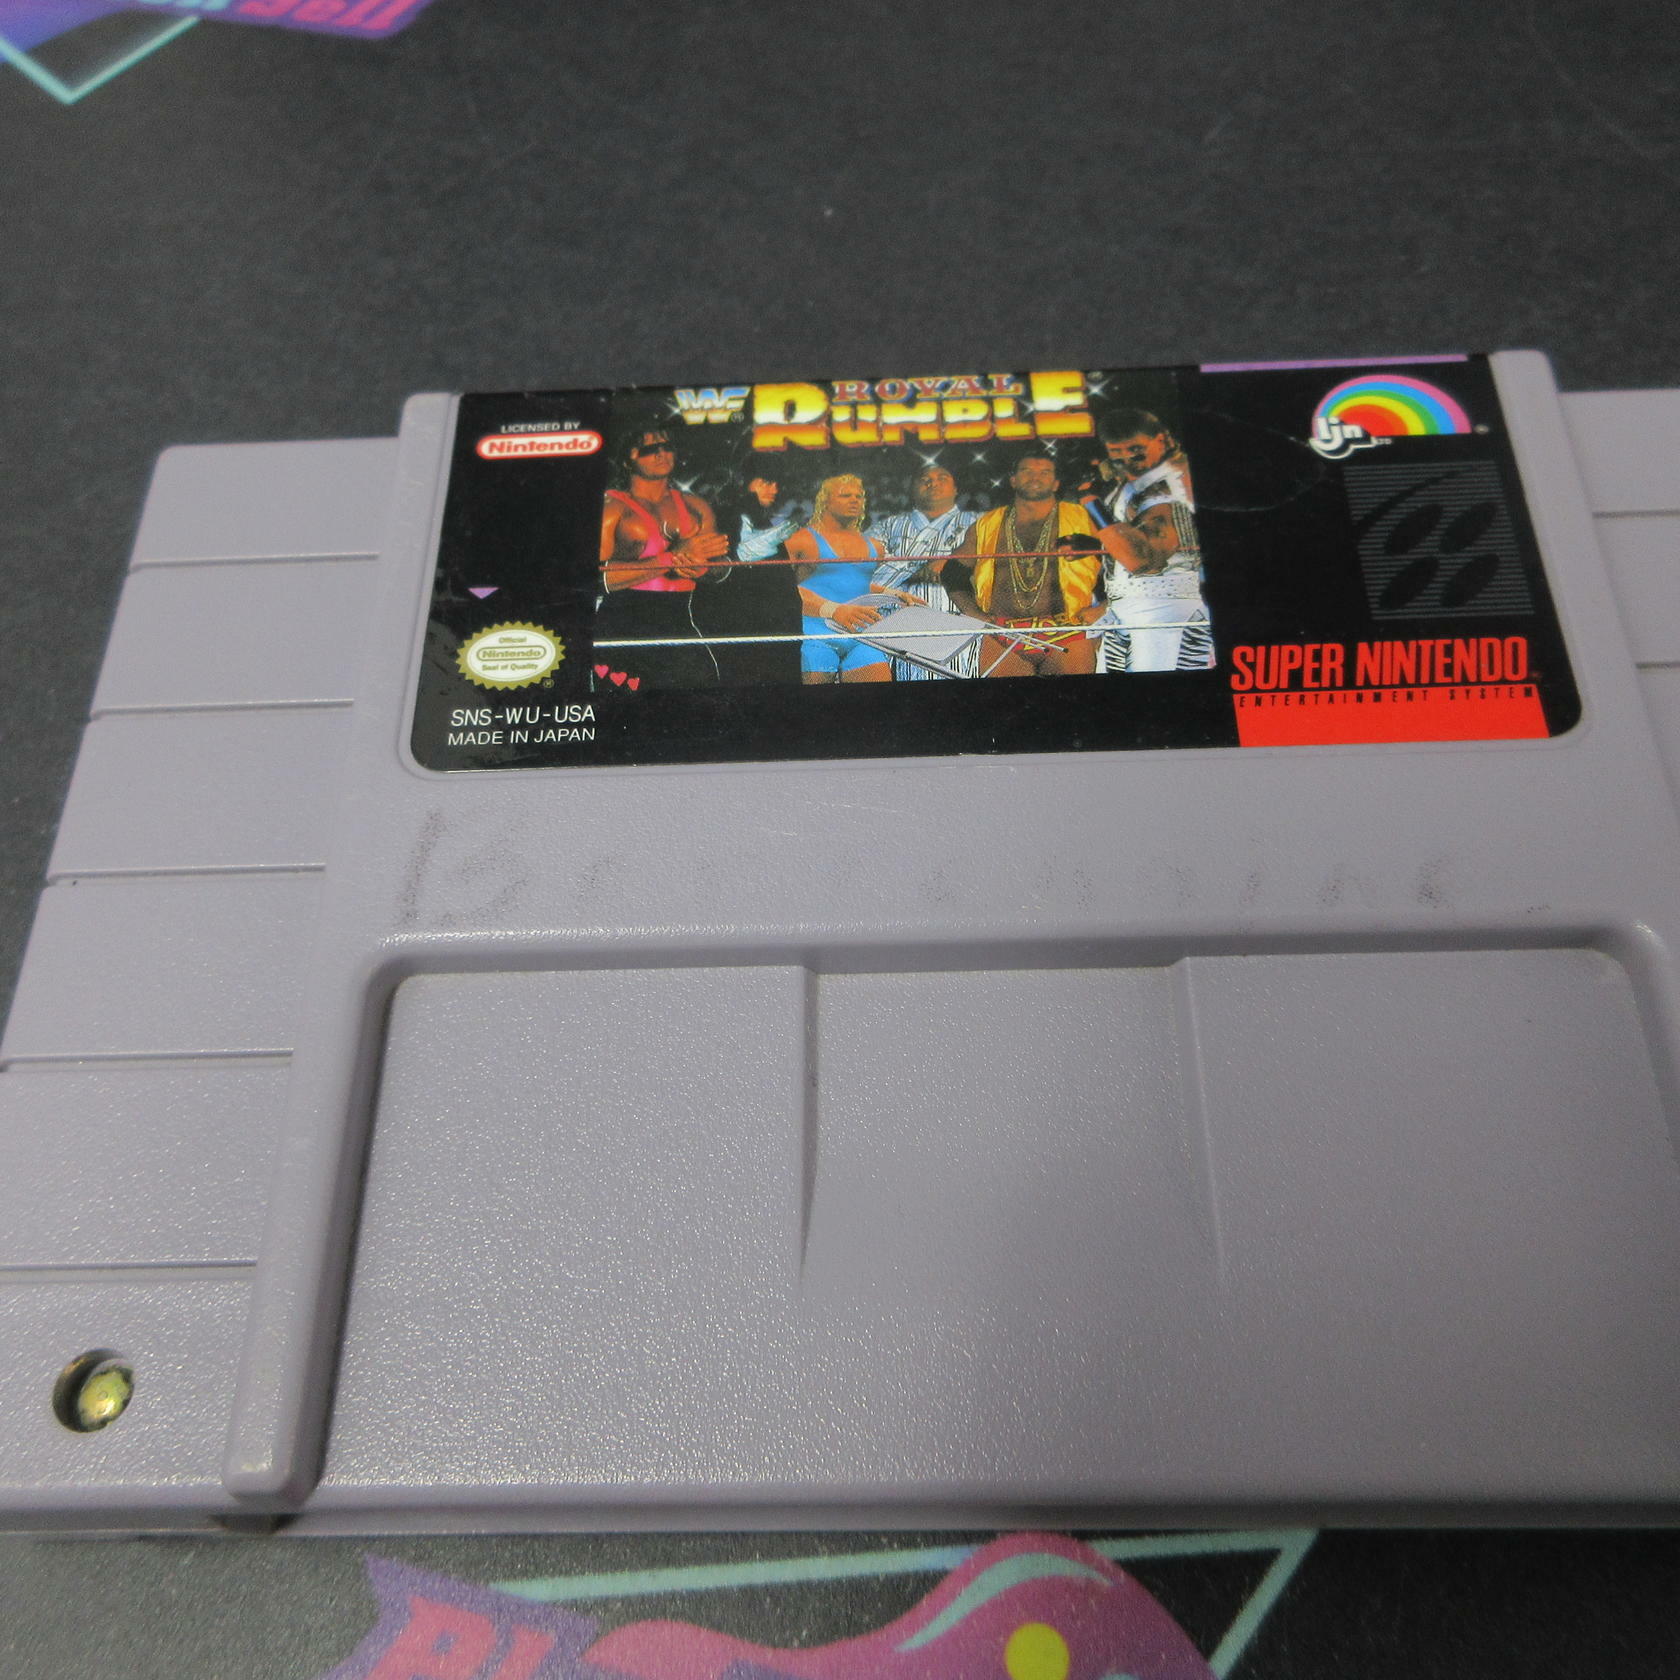 LICENSED BY
Nintendo
WF
ROYAL
RUMBLE
ljn LTD
Official
Nintendo
Seal of Quality
SNS-WU-USA
MADE IN JAPAN
SUPER NINTENDO
ENTERTAINMENT SYSTEM